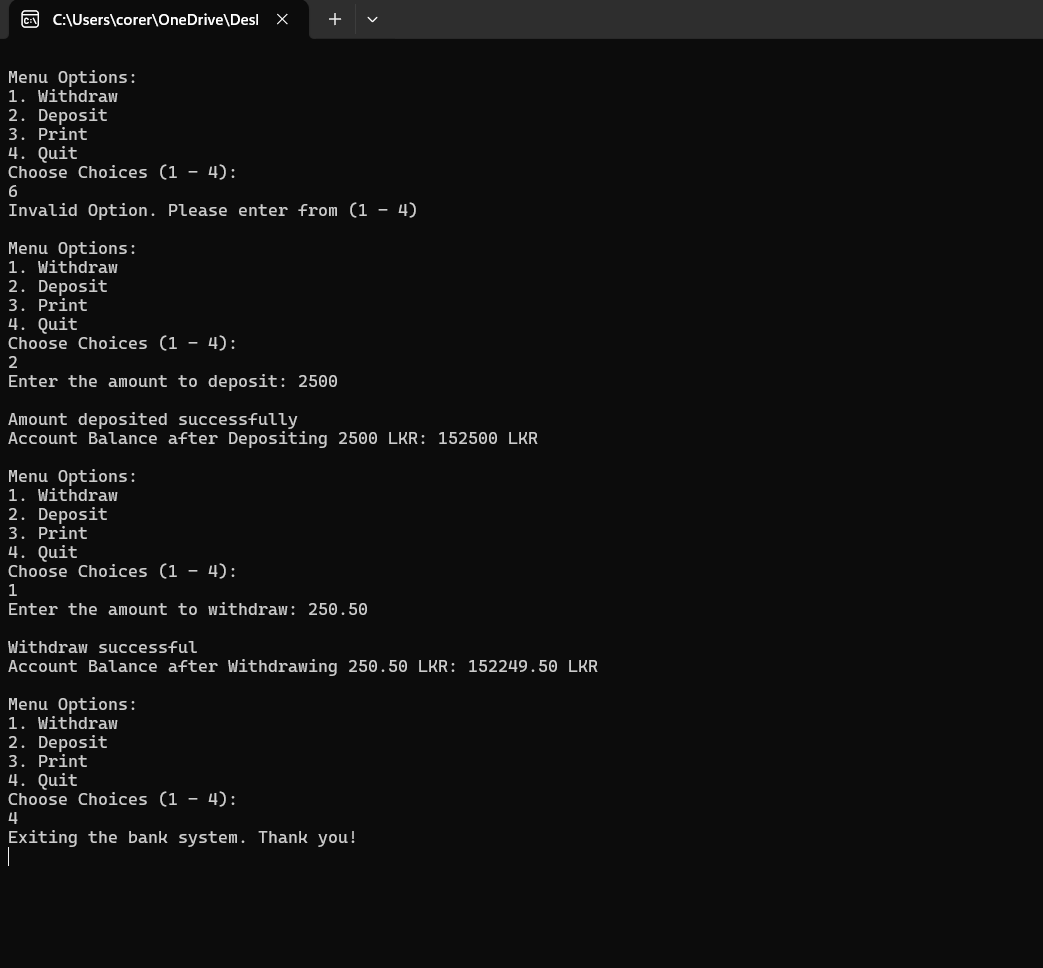 C:\Users\corer\OneDrive\Desl
Menu Options:
1. Withdraw
2. Deposit
3. Print
4. Quit
Choose Choices (1 - 4):
6
Invalid Option. Please enter from (1 - 4)
Menu Options:
1. Withdraw
2. Deposit
3. Print
4. Quit
Choose Choices (1 - 4):
2
Enter the amount to deposit: 2500
Amount deposited successfully
Account Balance after Depositing 2500 LKR: 152500 LKR
Menu Options:
1. Withdraw
2. Deposit
3. Print
4. Quit
Choose Choices (1 - 4):
1
Enter the amount to withdraw: 250.50
Withdraw successful
Account Balance after Withdrawing 250.50 LKR: 152249.50 LKR
Menu Options:
1. Withdraw
2. Deposit
3. Print
4. Quit
Choose Choices (1 - 4):
4
Exiting the bank system. Thank you!